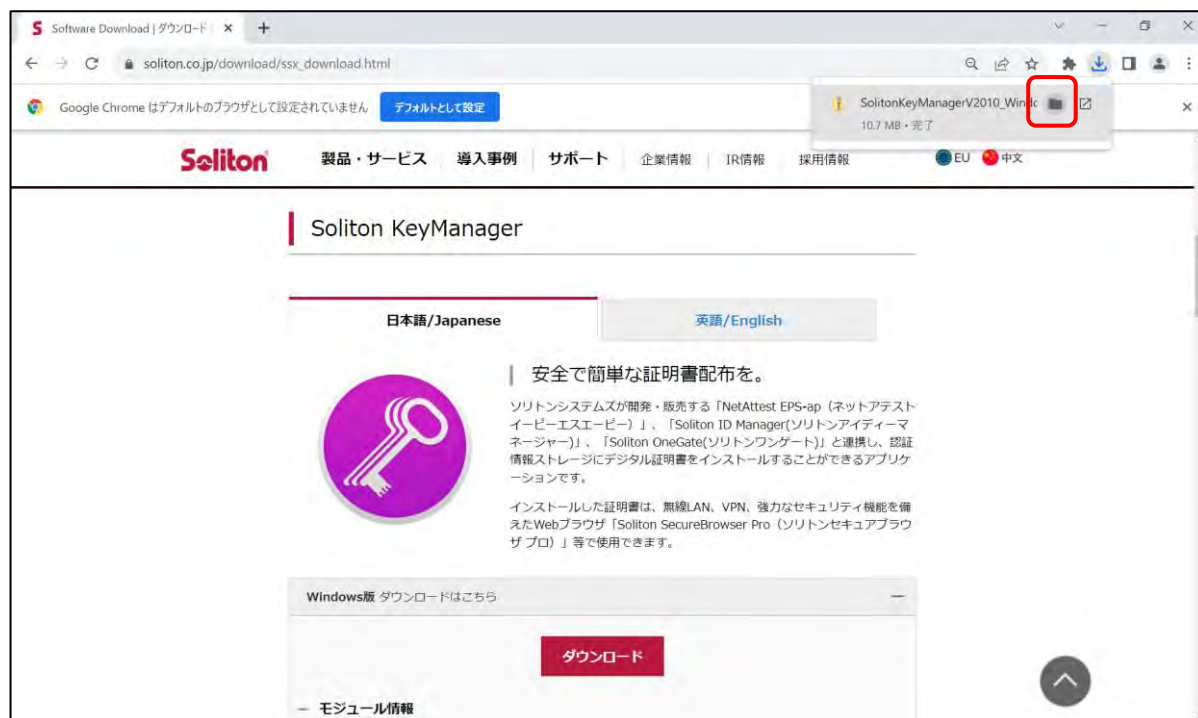 Software Download | ダウンロード
soliton.co.jp/download/ssx_download.html
Google Chrome はデフォルトのブラウザとして設定されていません
デフォルトとして設定
SolitonKeyManagerV2010_Windo
10.7 MB・完了
Soliton
製品・サービス 導入事例 サポート 企業情報 IR情報 採用情報 EU 中文
Soliton KeyManager
日本語/Japanese 英語/English
安全で簡単な証明書配布を。
ソリトンシステムズが開発・販売する「NetAttest EPS-ap（ネットアテスト
イーピーエスエーピー）」、「Soliton ID Manager(ソリトンアイディーマ
ネージャー)」、「Soliton OneGate(ソリトンワンゲート)」と連携し、認証
情報ストレージにデジタル証明書をインストールすることができるアプリケ
ーションです。
インストールした証明書は、無線LAN、VPN、強力なセキュリティ機能を備
えたWebブラウザ「Soliton SecureBrowser Pro（ソリトンセキュアブラウ
ザ プロ）」等で使用できます。
Windows版 ダウンロードはこちら
ダウンロード
モジュール情報